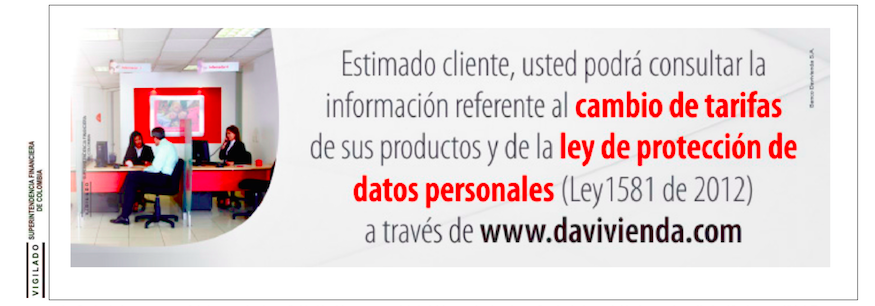 Estimado cliente, usted podrá consultar la
información referente al cambio de tarifas
de sus productos y de la ley de protección de
datos personales (Ley1581 de 2012)
a través de www.davivienda.com
Banco Davivienda S.A.
VIGILADO
SUPERINTENDENCIA FINANCIERA
DE COLOMBIA